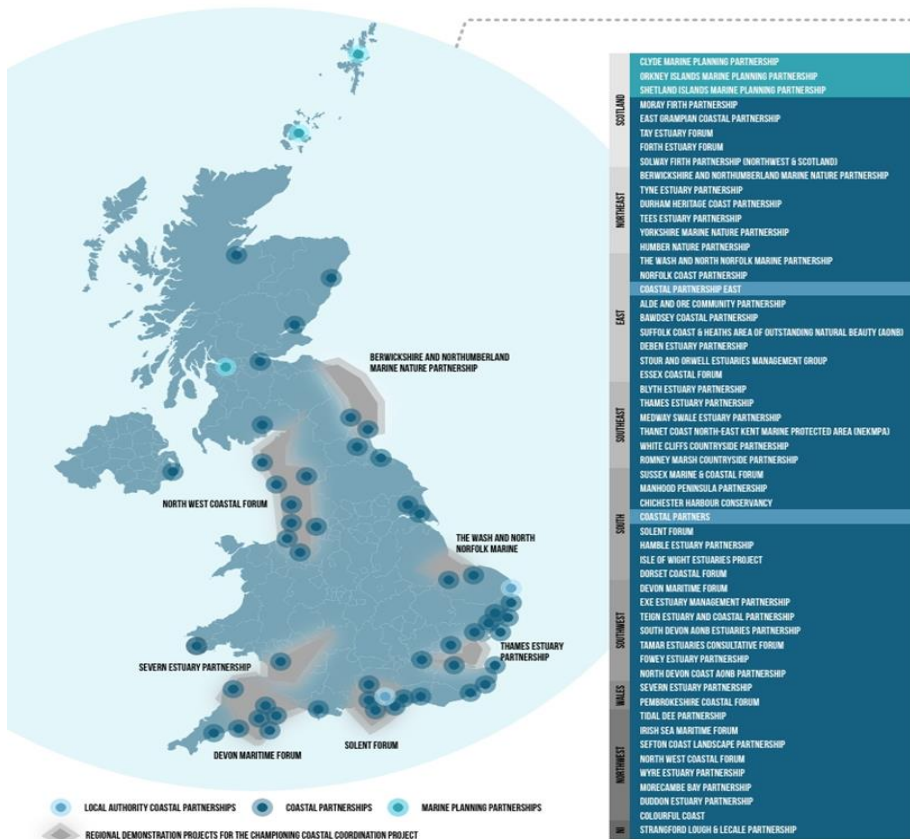 BERWICKSHIRE AND NORTHUMBERLAND
MARINE NATURE PARTNERSHIP
NORTH WEST COASTAL FORUM
THE WASH AND NORTH
NORFOLK MARINE
THAMES ESTUARY
PARTNERSHIP
SEVERN ESTUARY PARTNERSHIP
SOLENT FORUM
DEVON MARITIME FORUM
LOCAL AUTHORITY COASTAL PARTNERSHIPS
COASTAL PARTNERSHIPS
MARINE PLANNING PARTNERSHIPS
REGIONAL DEMONSTRATION PROJECTS FOR THE CHAMPIONING COASTAL COORDINATION PROJECT
SCOTLAND
CLYDE MARINE PLANNING PARTNERSHIP
ORKNEY ISLANDS MARINE PLANNING PARTNERSHIP
SHETLAND ISLANDS MARINE PLANNING PARTNERSHIP
MORAY FIRTH PARTNERSHIP
EAST GRAMPIAN COASTAL PARTNERSHIP
TAY ESTUARY FORUM
FORTH ESTUARY FORUM
SOLWAY FIRTH PARTNERSHIP (NORTHWEST & SCOTLAND)
NORTHEAST
BERWICKSHIRE AND NORTHUMBERLAND MARINE NATURE PARTNERSHIP
TYNE ESTUARY PARTNERSHIP
DURHAM HERITAGE COAST PARTNERSHIP
TEES ESTUARY PARTNERSHIP
YORKSHIRE MARINE NATURE PARTNERSHIP
HUMBER NATURE PARTNERSHIP
EAST
THE WASH AND NORTH NORFOLK MARINE PARTNERSHIP
NORFOLK COAST PARTNERSHIP
COASTAL PARTNERSHIP EAST
ALDE AND ORE COMMUNITY PARTNERSHIP
BAWDSEY COASTAL PARTNERSHIP
SUFFOLK COAST & HEATHS AREA OF OUTSTANDING NATURAL BEAUTY (AONB)
DEBEN ESTUARY PARTNERSHIP
STOUR AND ORWELL ESTUARIES MANAGEMENT GROUP
ESSEX COASTAL FORUM
SOUTHEAST
BLYTH ESTUARY PARTNERSHIP
THAMES ESTUARY PARTNERSHIP
MEDWAY SWALE ESTUARY PARTNERSHIP
THANET COAST NORTH-EAST KENT MARINE PROTECTED AREA (NEKMPA)
WHITE CLIFFS COUNTRYSIDE PARTNERSHIP
ROMNEY MARSH COUNTRYSIDE PARTNERSHIP
SOUTH
SUSSEX MARINE & COASTAL FORUM
MANHOOD PENINSULA PARTNERSHIP
CHICHESTER HARBOUR CONSERVANCY
COASTAL PARTNERS
SOLENT FORUM
HAMBLE ESTUARY PARTNERSHIP
ISLE OF WIGHT ESTUARIES PROJECT
DORSET COASTAL FORUM
SOUTHWEST
DEVON MARITIME FORUM
EXE ESTUARY MANAGEMENT PARTNERSHIP
TEIGN ESTUARY AND COASTAL PARTNERSHIP
SOUTH DEVON AONB ESTUARIES PARTNERSHIP
TAMAR ESTUARIES CONSULTATIVE FORUM
FOWEY ESTUARY PARTNERSHIP
NORTH DEVON COAST AONB PARTNERSHIP
WALES
SEVERN ESTUARY PARTNERSHIP
PEMBROKESHIRE COASTAL FORUM
NORTHWEST
TIDAL DEE PARTNERSHIP
IRISH SEA MARITIME FORUM
SEFTON COAST LANDSCAPE PARTNERSHIP
NORTH WEST COASTAL FORUM
WYRE ESTUARY PARTNERSHIP
MORECAMBE BAY PARTNERSHIP
DUDDON ESTUARY PARTNERSHIP
COLOURFUL COAST
NI
STRANGFORD LOUGH & LECALE PARTNERSHIP